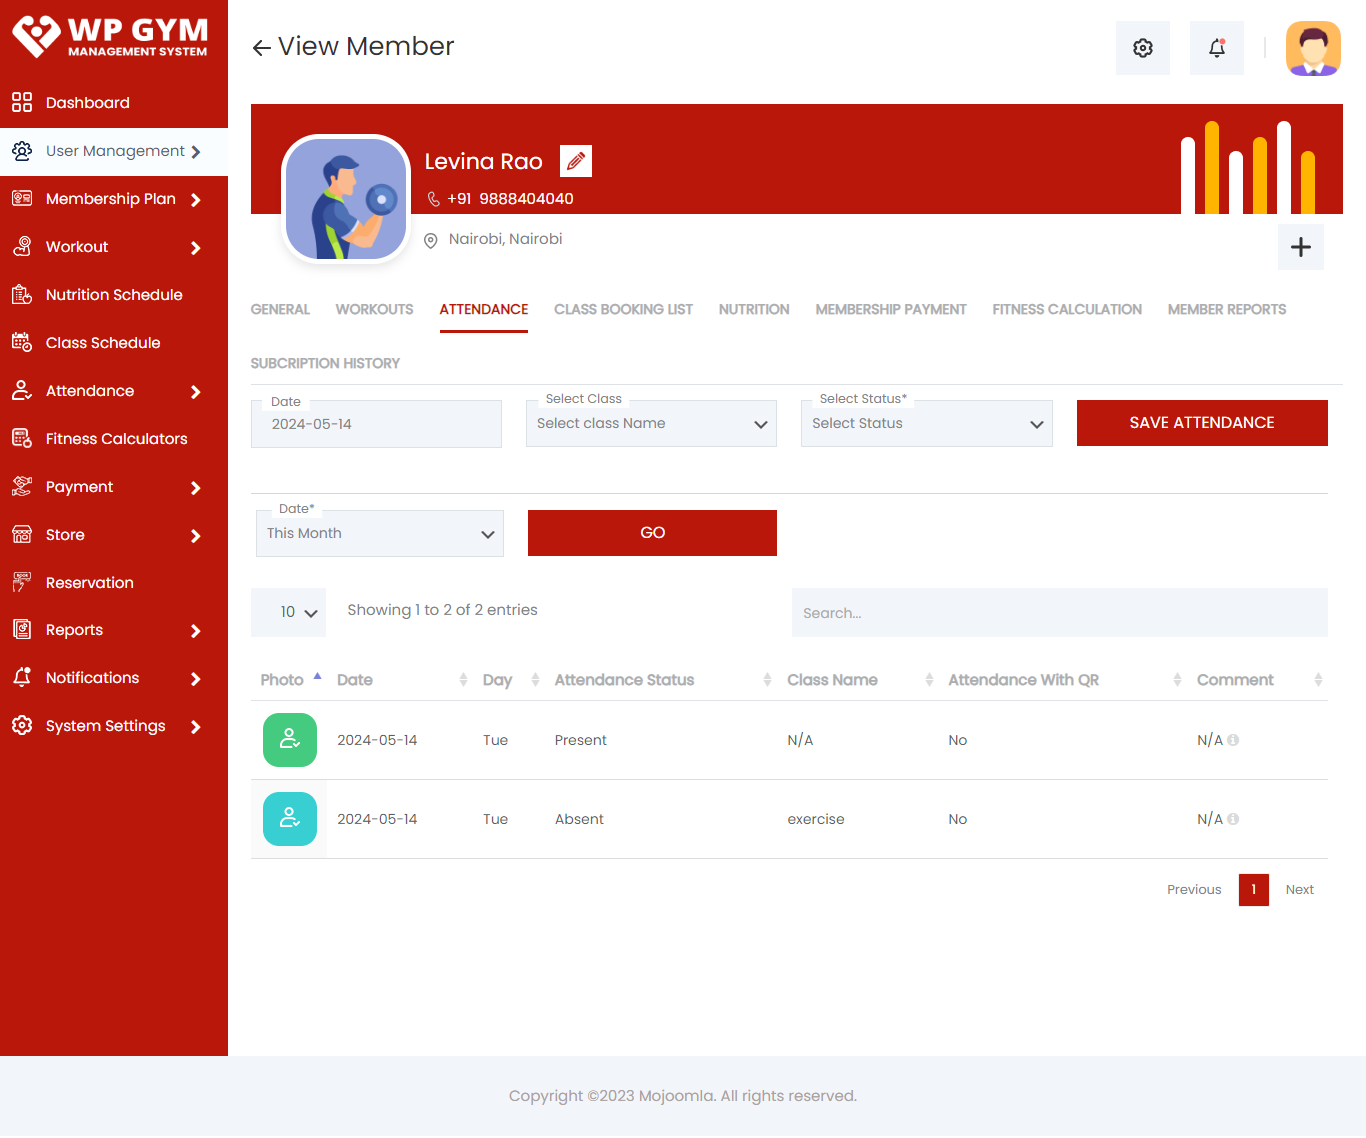 WP GYM
MANAGEMENT SYSTEM
View Member
Dashboard
User Management
Membership Plan
Workout
Nutrition Schedule
Class Schedule
Attendance
Fitness Calculators
Payment
Store
Reservation
Reports
Notifications
System Settings
Levina Rao
+91 9888404040
Nairobi, Nairobi
GENERAL WORKOUTS ATTENDANCE CLASS BOOKING LIST NUTRITION MEMBERSHIP PAYMENT FITNESS CALCULATION MEMBER REPORTS
SUBCRIPTION HISTORY
Date
2024-05-14
Select Class
Select class Name
Select Status*
Select Status
SAVE ATTENDANCE
Date*
This Month
GO
10 Showing 1 to 2 of 2 entries Search...
Photo Date Day Attendance Status Class Name Attendance With QR Comment
2024-05-14 Tue Present N/A No N/A
2024-05-14 Tue Absent exercise No N/A
Previous 1 Next
Copyright ©2023 Mojoomla. All rights reserved.